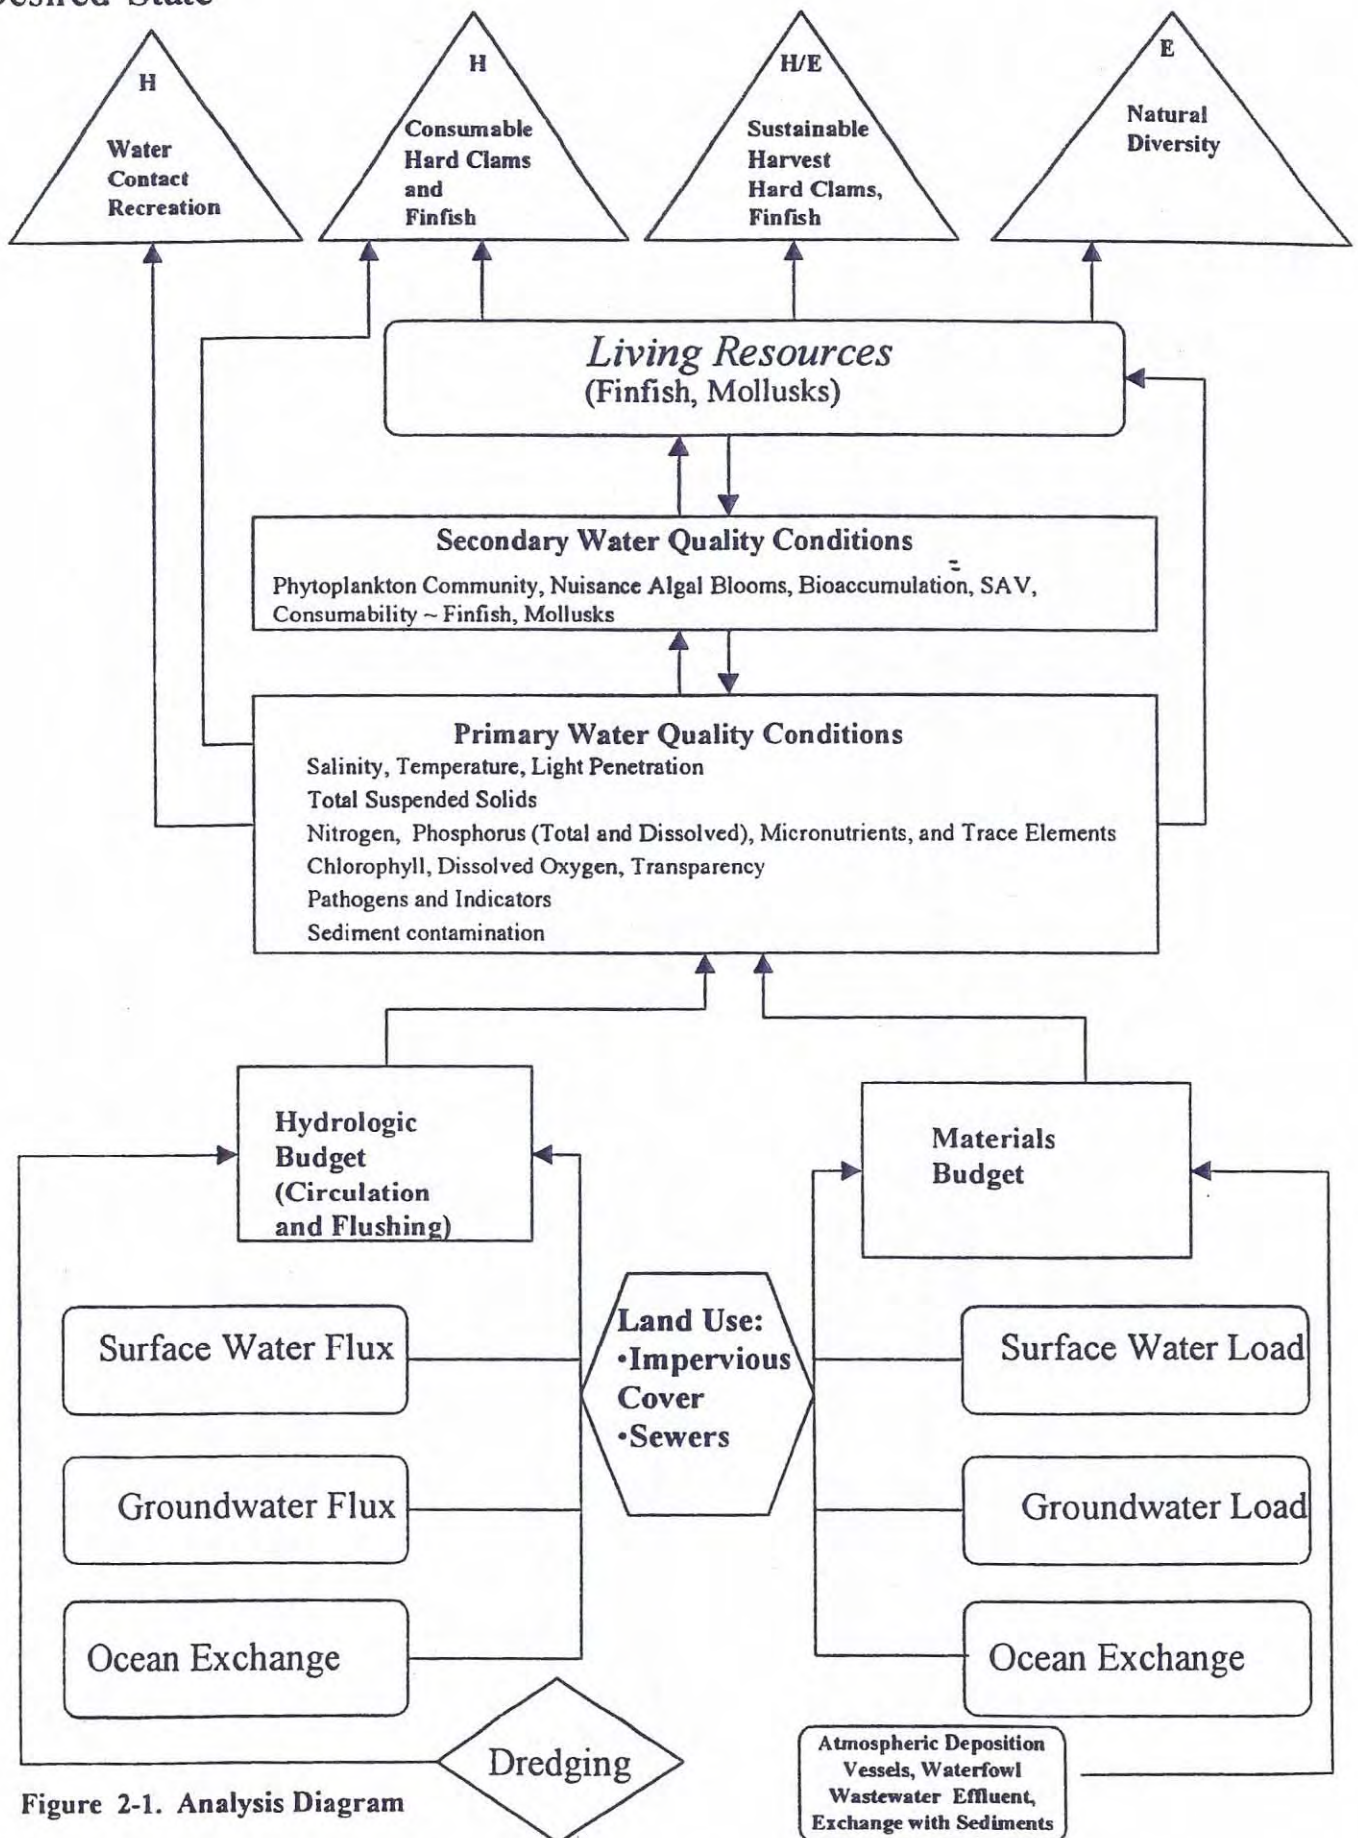 Desired State
H
Water
Contact
Recreation
H
Consumable
Hard Clams
and
Finfish
H/E
Sustainable
Harvest
Hard Clams,
Finfish
E
Natural
Diversity
Living Resources
(Finfish, Mollusks)
Secondary Water Quality Conditions
Phytoplankton Community, Nuisance Algal Blooms, Bioaccumulation, SAV,
Consumability ~ Finfish, Mollusks
Primary Water Quality Conditions
Salinity, Temperature, Light Penetration
Total Suspended Solids
Nitrogen, Phosphorus (Total and Dissolved), Micronutrients, and Trace Elements
Chlorophyll, Dissolved Oxygen, Transparency
Pathogens and Indicators
Sediment contamination
Hydrologic
Budget
(Circulation
and Flushing)
Materials
Budget
Land Use:
•Impervious
Cover
•Sewers
Surface Water Flux
Groundwater Flux
Ocean Exchange
Surface Water Load
Groundwater Load
Ocean Exchange
Dredging
Atmospheric Deposition
Vessels, Waterfowl
Wastewater Effluent,
Exchange with Sediments
Figure 2-1. Analysis Diagram